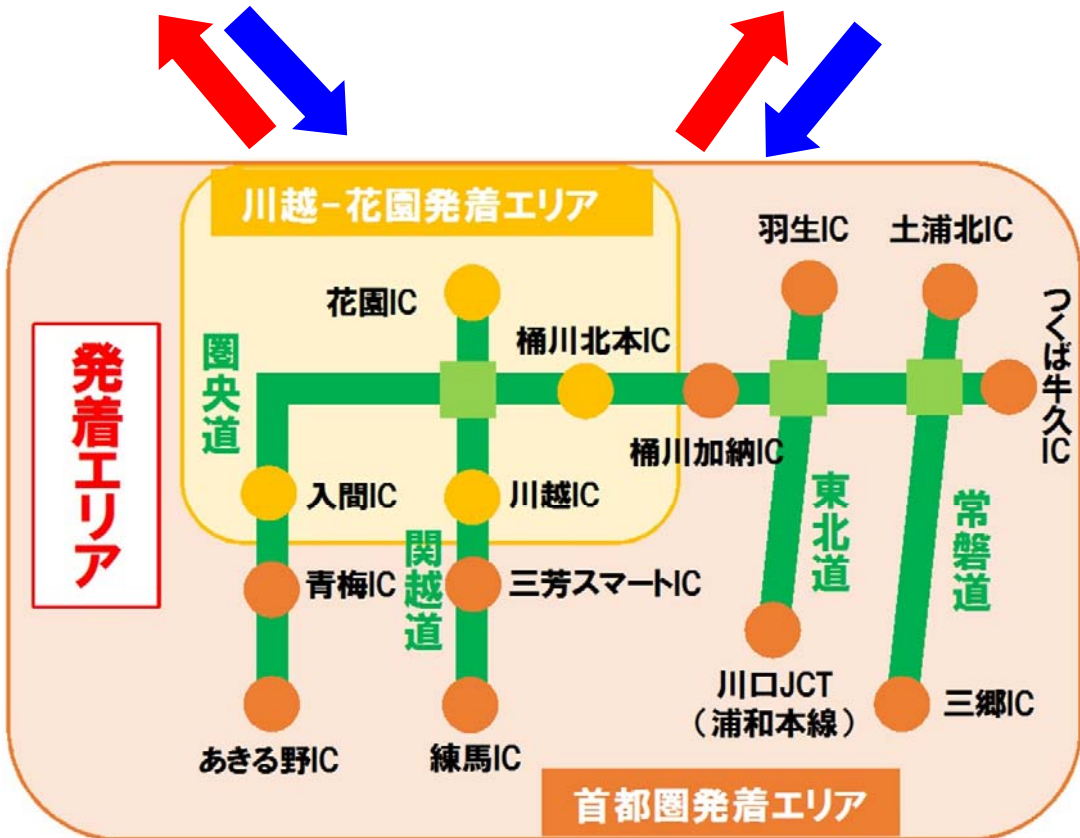 川越-花園発着エリア
羽生IC
土浦北IC
花園IC
つくば牛久IC
桶川北本IC
圏央道
発着エリア
桶川加納IC
入間IC
川越IC
東北道
常磐道
関越道
青梅IC
三芳スマートIC
川口JCT
（浦和本線）
三郷IC
あきる野IC
練馬IC
首都圏発着エリア